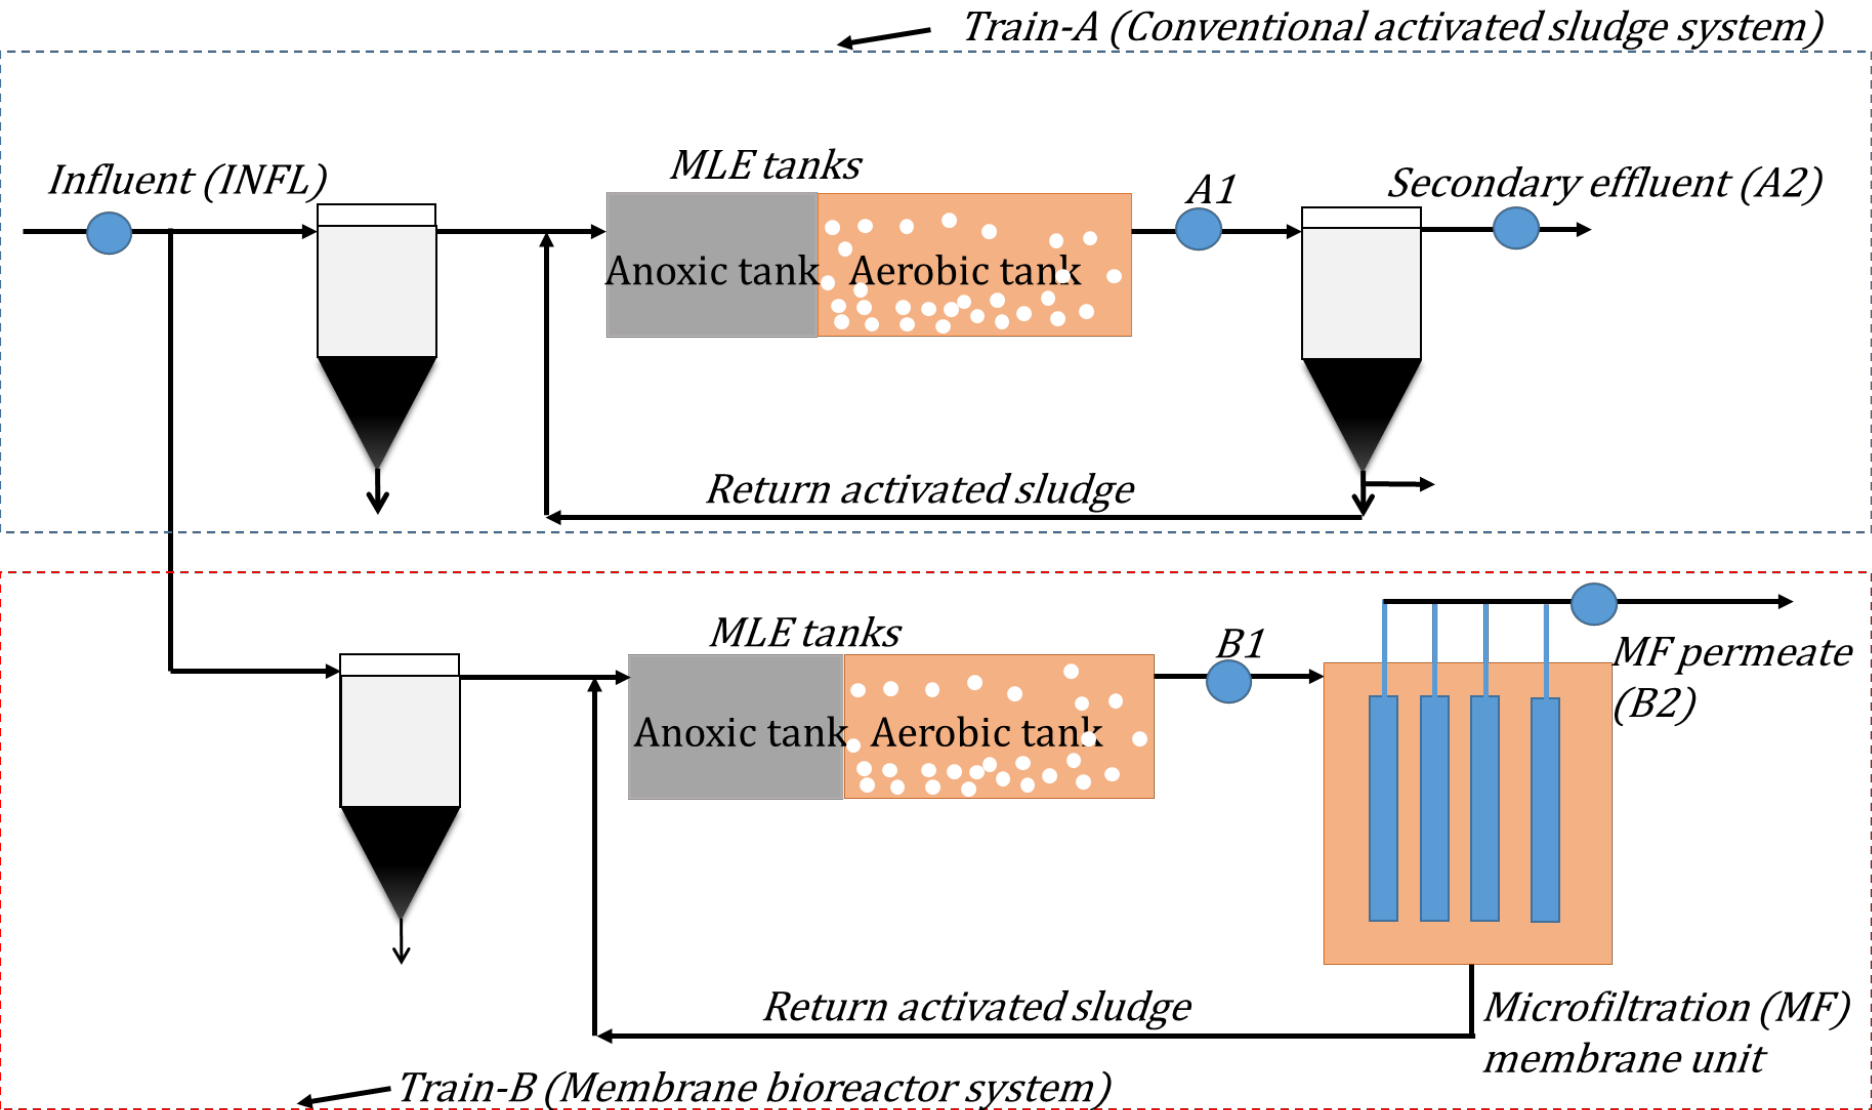 Train-A (Conventional activated sludge system)
Influent (INFL)
MLE tanks
A1
Secondary effluent (A2)
Anoxic tank
Aerobic tank
Return activated sludge
MLE tanks
B1
MF permeate
(B2)
Anoxic tank
Aerobic tank
Return activated sludge
Microfiltration (MF)
membrane unit
Train-B (Membrane bioreactor system)